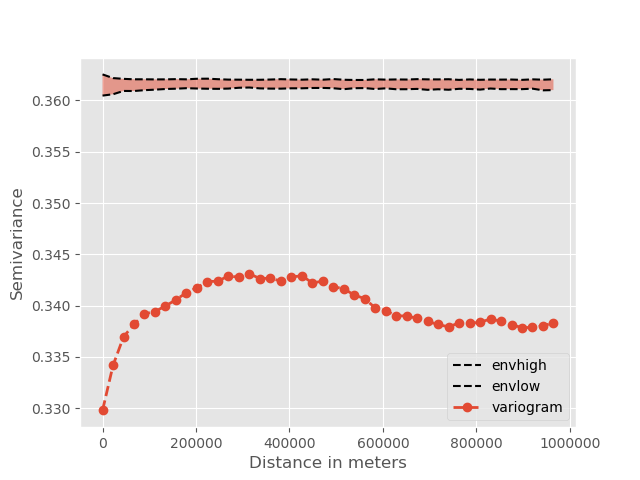 0.360
0.355
0.350
0.345
0.340
0.335
0.330
Semivariance
envhigh
envlow
variogram
0
200000
400000
600000
800000
1000000
Distance in meters